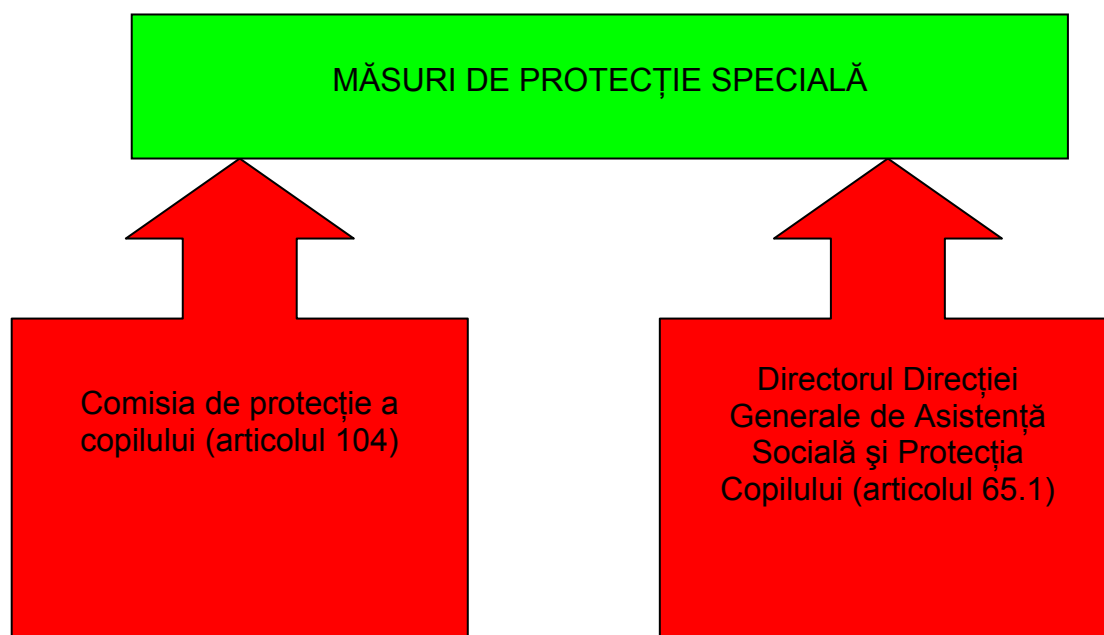 MĂSURI DE PROTECȚIE SPECIALĂ
Comisia de protecție a
copilului (articolul 104)
Directorul Direcției
Generale de Asistență
Socială şi Protecția
Copilului (articolul 65.1)